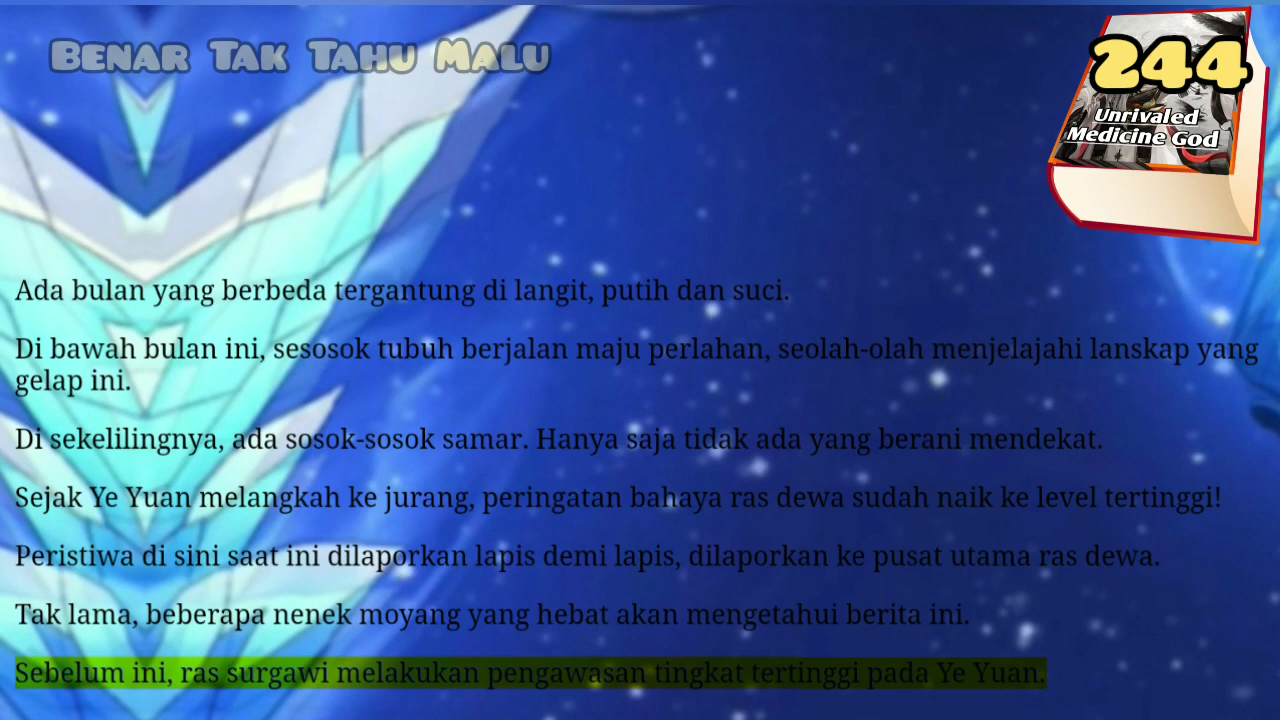 Benar Tak Tahu Malu
244
Unrivaled
Medicine God
Ada bulan yang berbeda tergantung di langit, putih dan suci.
Di bawah bulan ini, sesosok tubuh berjalan maju perlahan, seolah-olah menjelajahi lanskap yang
gelap ini.
Di sekelilingnya, ada sosok-sosok samar. Hanya saja tidak ada yang berani mendekat.
Sejak Ye Yuan melangkah ke jurang, peringatan bahaya ras dewa sudah naik ke level tertinggi!
Peristiwa di sini saat ini dilaporkan lapis demi lapis, dilaporkan ke pusat utama ras dewa.
Tak lama, beberapa nenek moyang yang hebat akan mengetahui berita ini.
Sebelum ini, ras surgawi melakukan pengawasan tingkat tertinggi pada Ye Yuan.